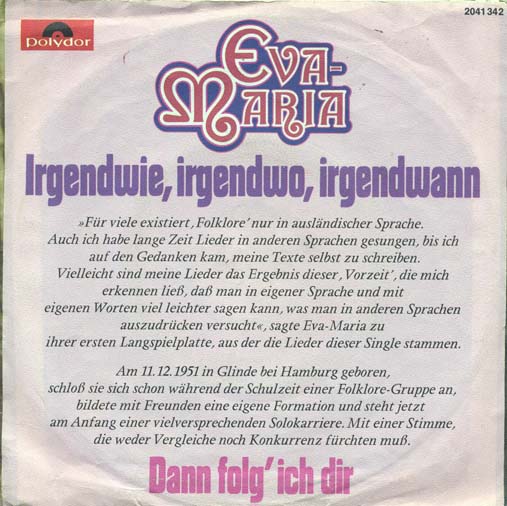 polydor
2041 342
EVA-
MARIA
Irgendwie, irgendwo, irgendwann
»Für viele existiert ‚Folklore' nur in ausländischer Sprache.
Auch ich habe lange Zeit Lieder in anderen Sprachen gesungen, bis ich
auf den Gedanken kam, meine Texte selbst zu schreiben.
Vielleicht sind meine Lieder das Ergebnis dieser ‚Vorzeit', die mich
erkennen ließ, daß man in eigener Sprache und mit
eigenen Worten viel leichter sagen kann, was man in anderen Sprachen
auszudrücken versucht«, sagte Eva-Maria zu
ihrer ersten Langspielplatte, aus der die Lieder dieser Single stammen.
Am 11.12.1951 in Glinde bei Hamburg geboren,
schloß sie sich schon während der Schulzeit einer Folklore-Gruppe an,
bildete mit Freunden eine eigene Formation und steht jetzt
am Anfang einer vielversprechenden Solokarriere. Mit einer Stimme,
die weder Vergleiche noch Konkurrenz fürchten muß.
Dann folg' ich dir